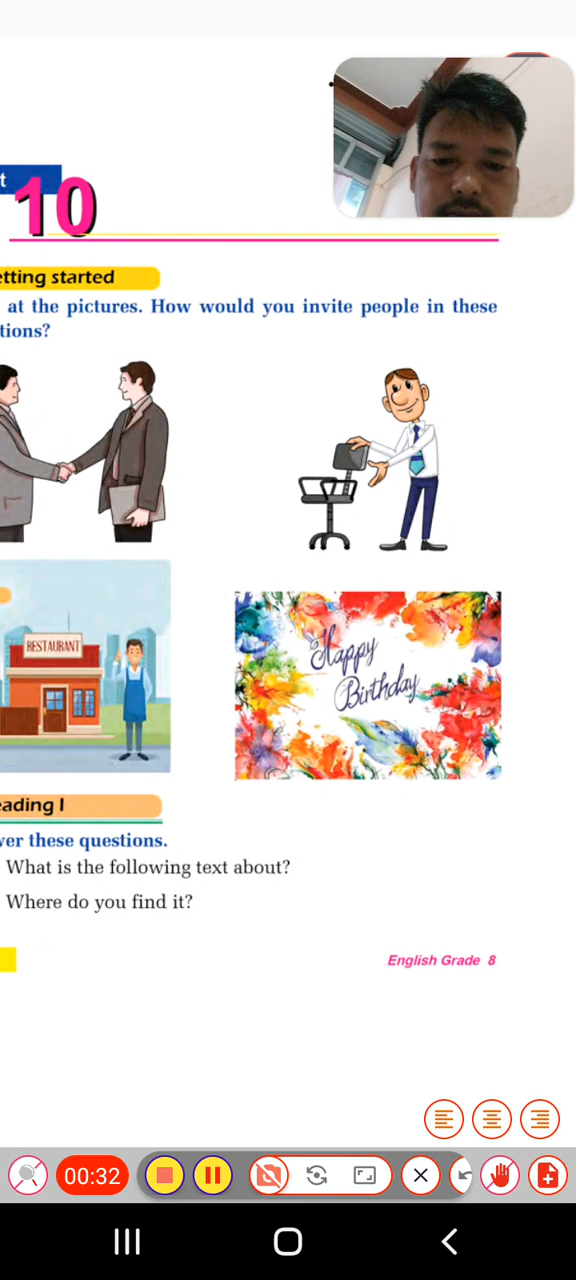 t
10
etting started
at the pictures. How would you invite people in these
tions?
RESTAURANT
Happy
Birthday
eading I
ver these questions.
What is the following text about?
Where do you find it?
English Grade 8
00:32